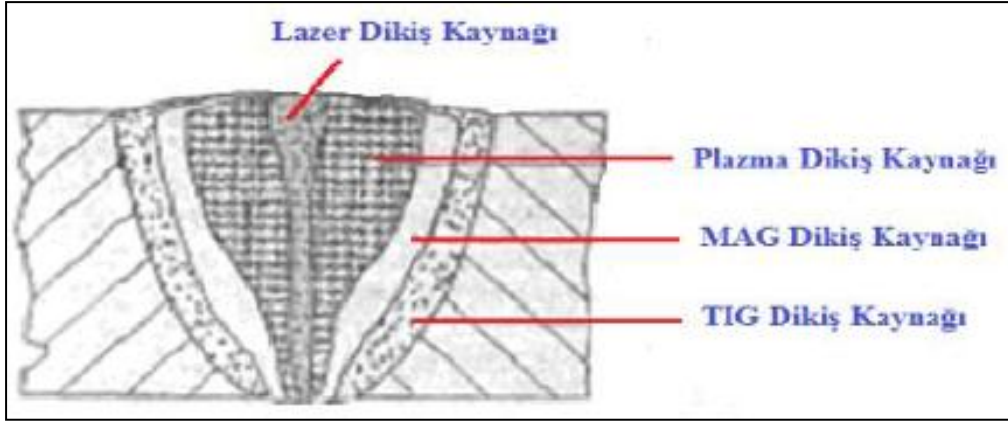 Lazer Dikiş Kaynağı
Plazma Dikiş Kaynağı
MAG Dikiş Kaynağı
TIG Dikiş Kaynağı